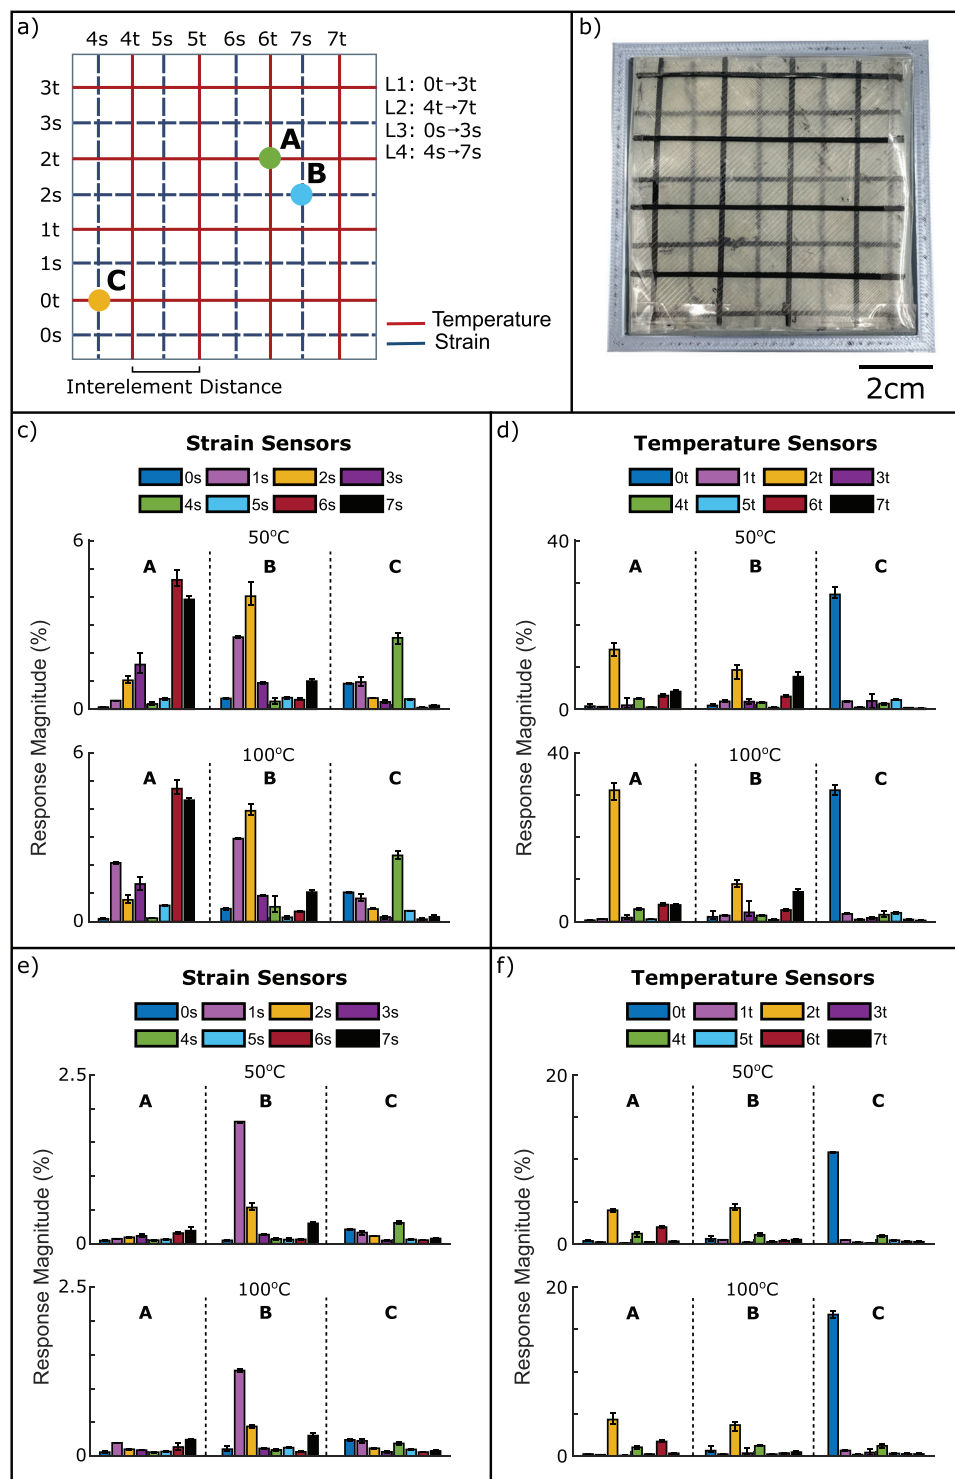 a)
4s 4t 5s 5t 6s 6t 7s 7t
3t
3s
2t
2s
1t
1s
0t
0s
A
B
C
L1: 0t→3t
L2: 4t→7t
L3: 0s→3s
L4: 4s→7s
Temperature
Strain
Interelement Distance
b)
2cm
c)
Strain Sensors
0s 1s 2s 3s
4s 5s 6s 7s
50°C
6
A B C
0
100°C
6
A B C
0
Response Magnitude (%)
d)
Temperature Sensors
0t 1t 2t 3t
4t 5t 6t 7t
50°C
40
A B C
0
100°C
40
A B C
0
Response Magnitude (%)
e)
Strain Sensors
0s 1s 2s 3s
4s 5s 6s 7s
50°C
2.5
A B C
0
100°C
2.5
A B C
0
Response Magnitude (%)
f)
Temperature Sensors
0t 1t 2t 3t
4t 5t 6t 7t
50°C
20
A B C
0
100°C
20
A B C
0
Response Magnitude (%)